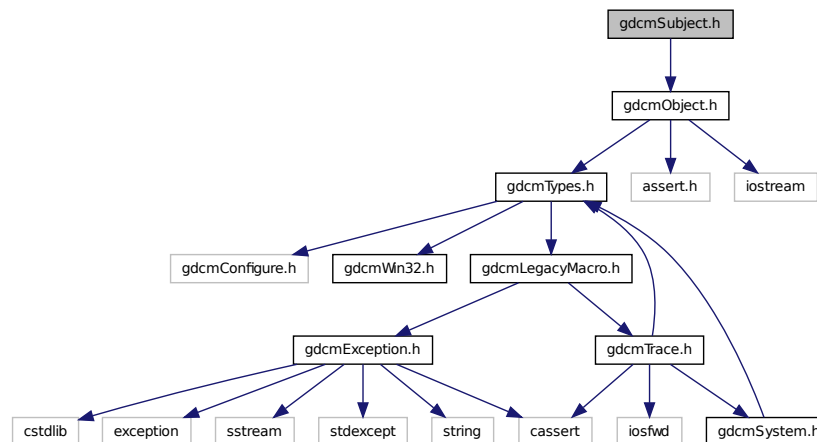 gdcmSubject.h
gdcmObject.h
gdcmTypes.h
assert.h
iostream
gdcmConfigure.h
gdcmWin32.h
gdcmLegacyMacro.h
gdcmException.h
gdcmTrace.h
cstdlib
exception
sstream
stdexcept
string
cassert
iosfwd
gdcmSystem.h